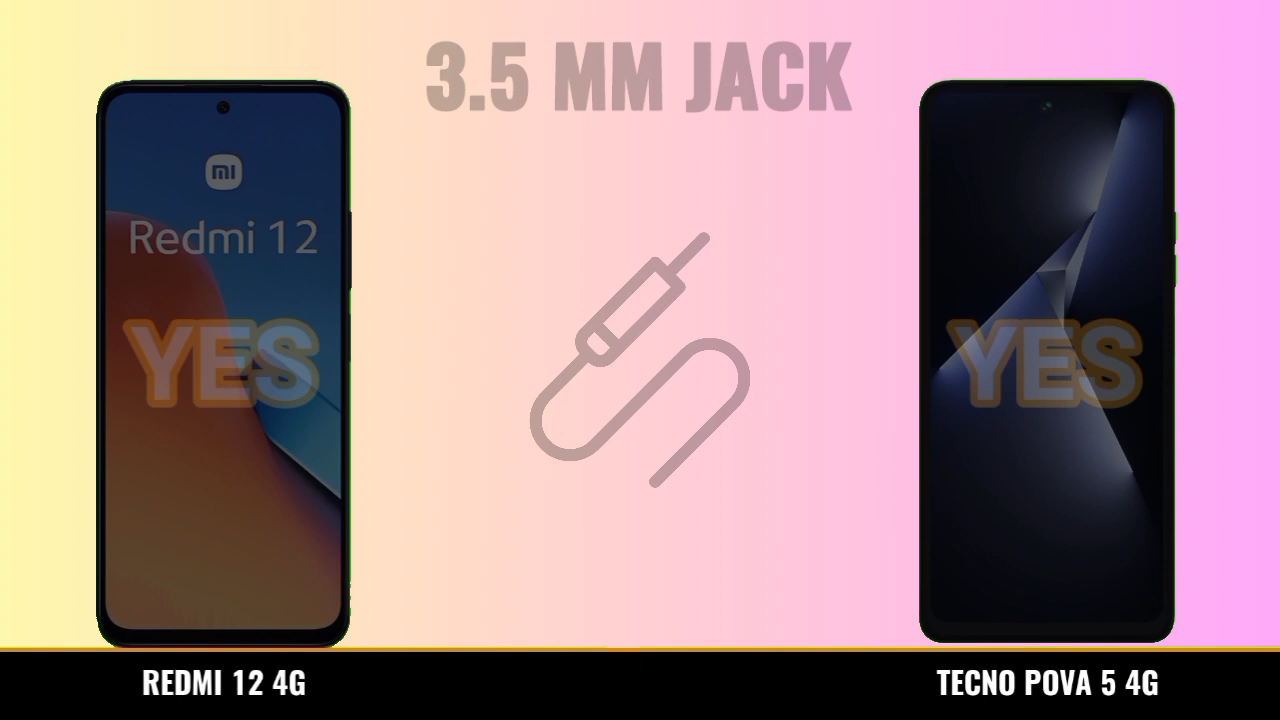 3.5 MM JACK
mi
Redmi 12
YES
YES
REDMI 12 4G
TECNO POVA 5 4G